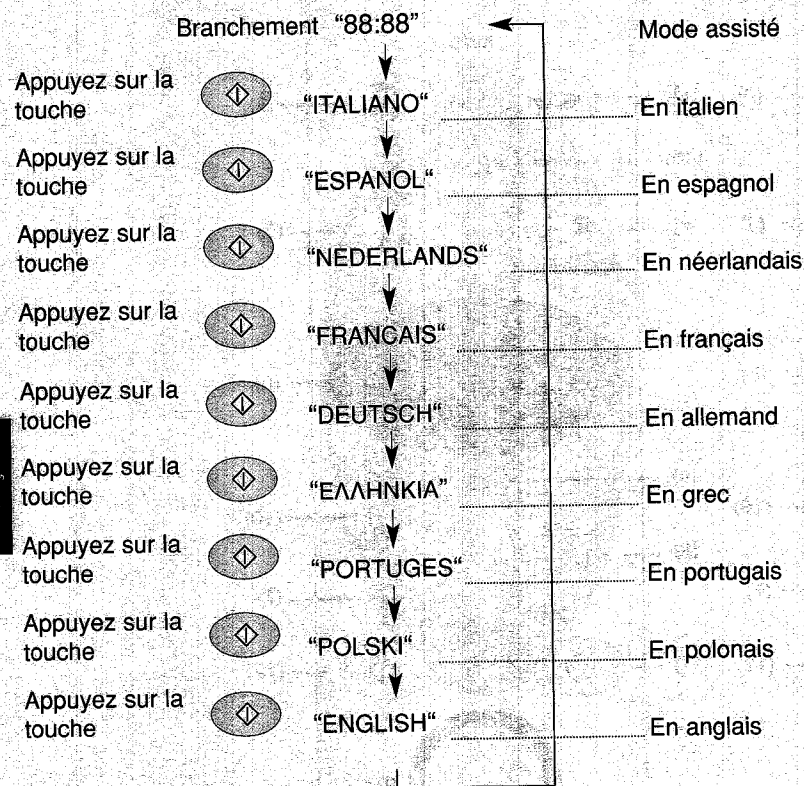 Branchement "88:88" Mode assisté
Appuyez sur la
touche "ITALIANO" En italien
Appuyez sur la
touche "ESPANOL" En espagnol
Appuyez sur la
touche "NEDERLANDS" En néerlandais
Appuyez sur la
touche "FRANCAIS" En français
Appuyez sur la
touche "DEUTSCH" En allemand
Appuyez sur la
touche "ΕΛΛΗΝΚΙΑ" En grec
Appuyez sur la
touche "PORTUGES" En portugais
Appuyez sur la
touche "POLSKI" En polonais
Appuyez sur la
touche "ENGLISH" En anglais